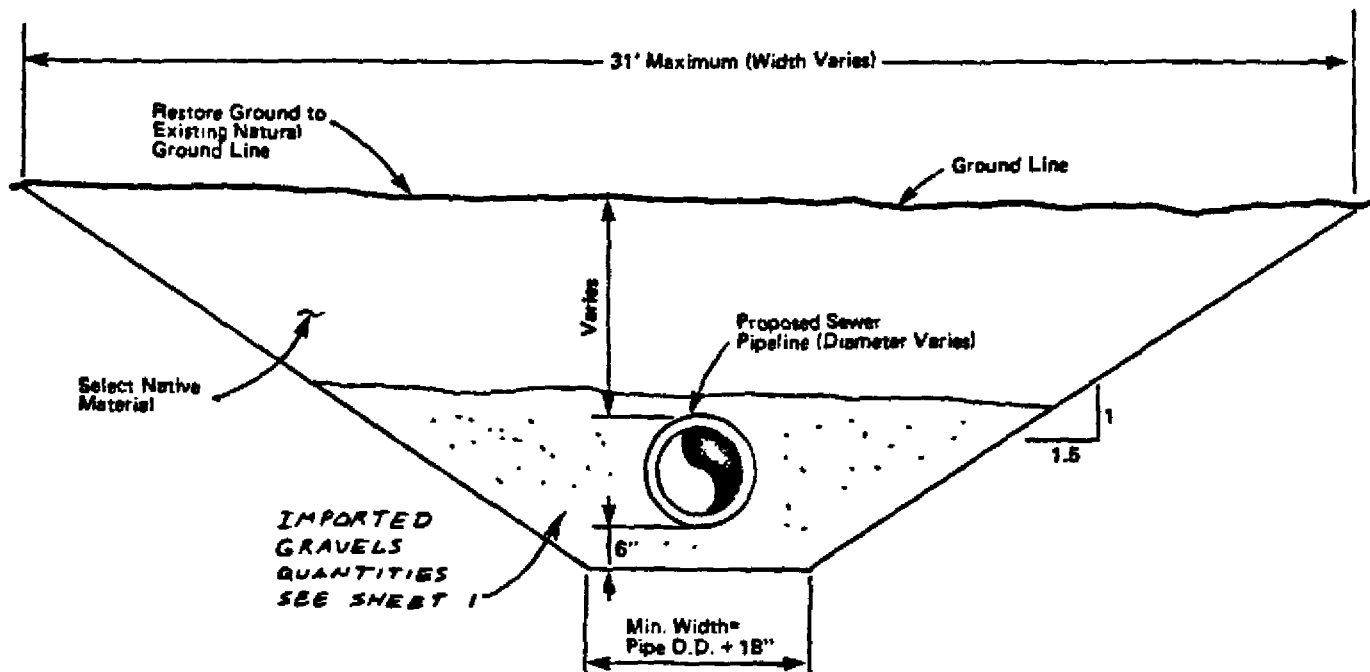 31' Maximum (Width Varies)
Restore Ground to
Existing Natural
Ground Line
Ground Line
Varies
Proposed Sewer
Pipeline (Diameter Varies)
Select Native
Material
1
1.5
IMPORTED
GRAVELS
QUANTITIES
SEE SHEET 1
6"
Min. Width=
Pipe O.D. + 18"